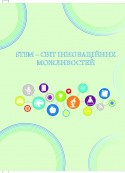 STEM – СВІТ ІННОВАЦІЙНИХ
МОЖЛИВОСТЕЙ